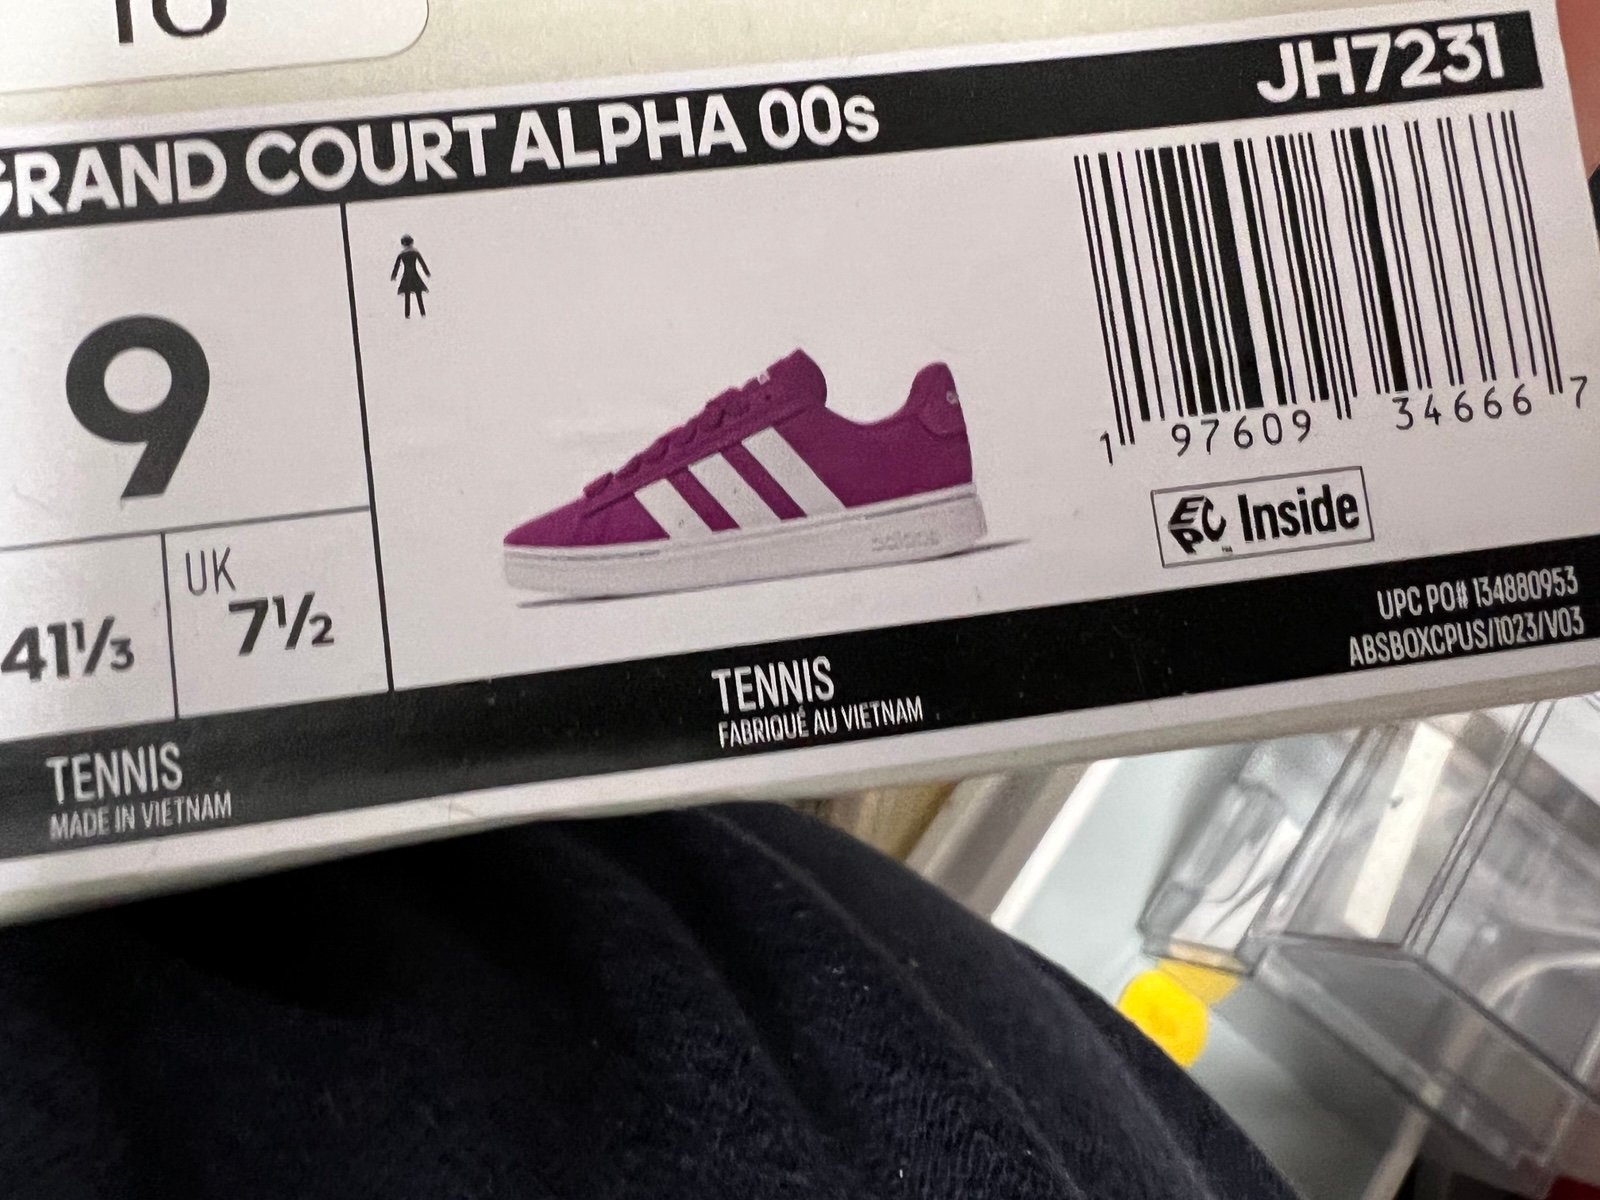 GRAND COURT ALPHA 00s
JH7231
9
41⅓
UK
7½
1 97609 34666 7
EPC Inside
adidas
UPC PO# 134880953
ABSBOXCPUS/1023/V03
TENNIS
FABRIQUÉ AU VIETNAM
TENNIS
MADE IN VIETNAM